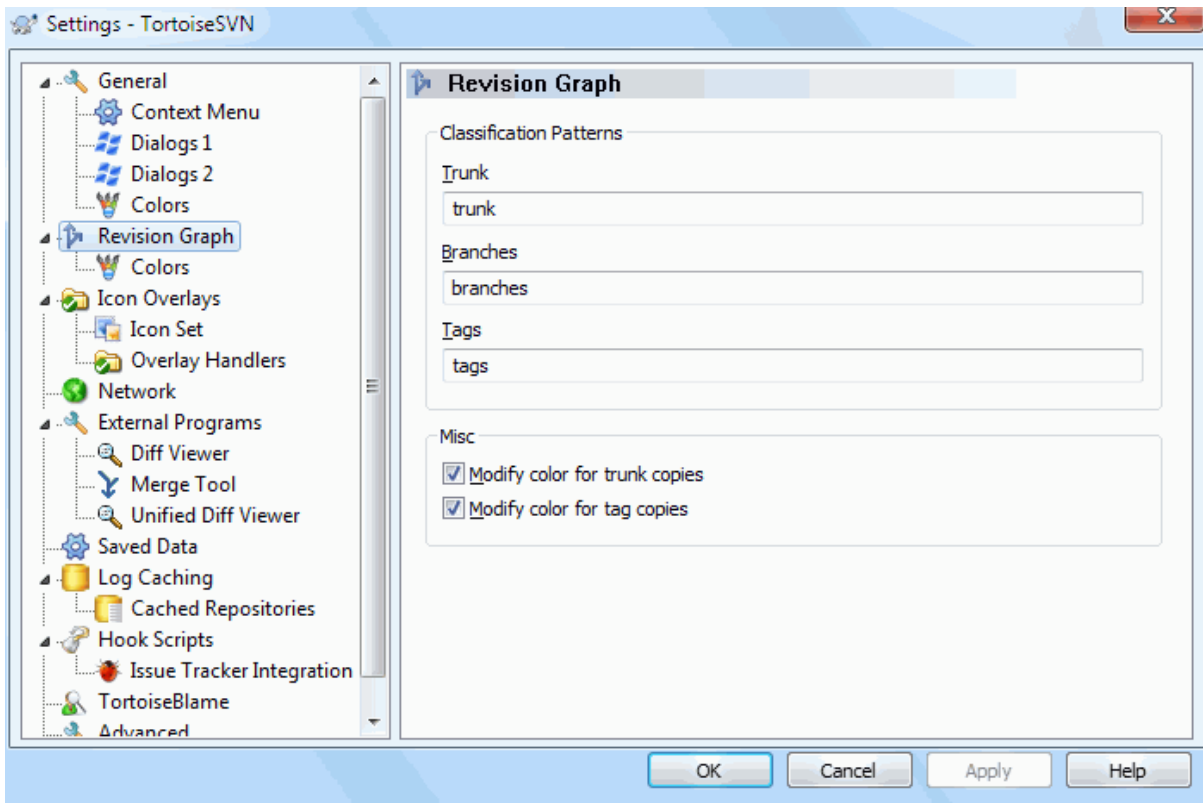 Settings - TortoiseSVN
General
Context Menu
Dialogs 1
Dialogs 2
Colors
Revision Graph
Colors
Icon Overlays
Icon Set
Overlay Handlers
Network
External Programs
Diff Viewer
Merge Tool
Unified Diff Viewer
Saved Data
Log Caching
Cached Repositories
Hook Scripts
Issue Tracker Integration
TortoiseBlame
Advanced
Revision Graph
Classification Patterns
Trunk
trunk
Branches
branches
Tags
tags
Misc
Modify color for trunk copies
Modify color for tag copies
OK Cancel Apply Help